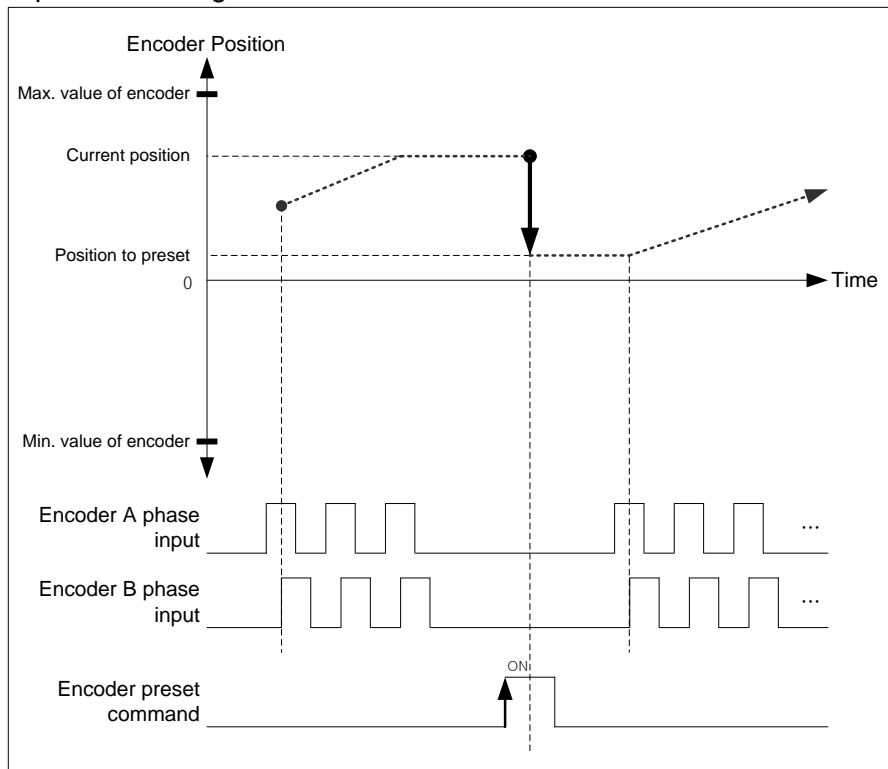 Encoder Position
Max. value of encoder
Current position
Position to preset
0
Time
Min. value of encoder
Encoder A phase
input
...
Encoder B phase
input
...
ON
Encoder preset
command